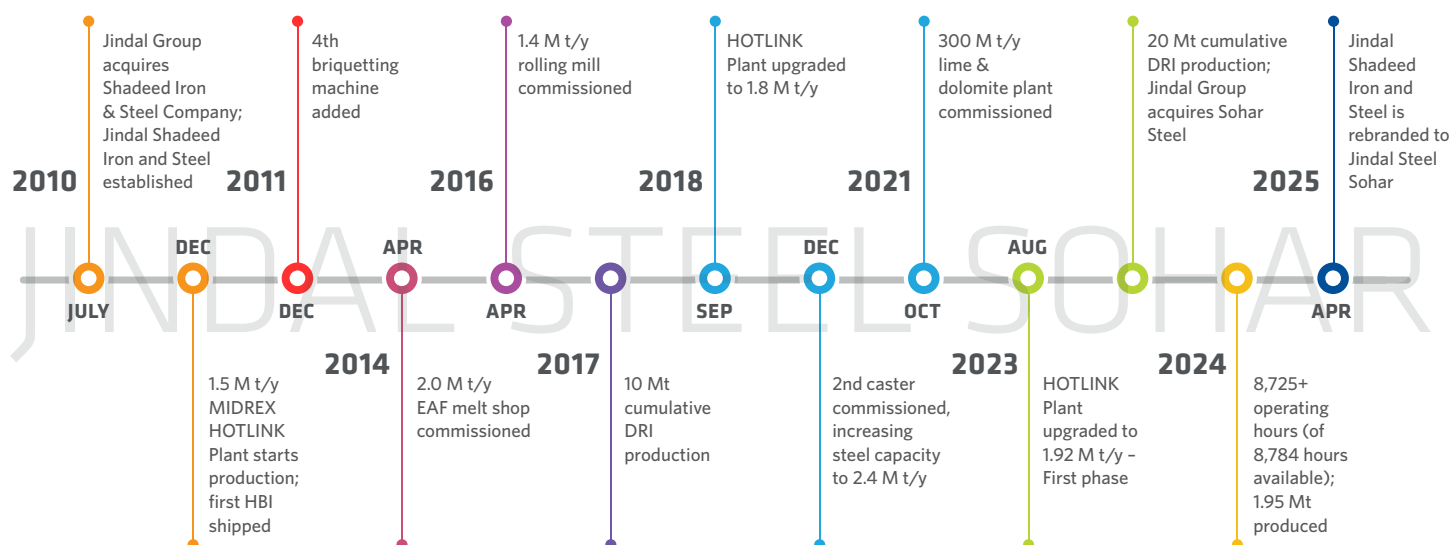 Jindal Group
acquires
Shadeed Iron
& Steel Company;
Jindal Shadeed
Iron and Steel
established
2010
JULY
DEC
1.5 M t/y
MIDREX
HOTLINK
Plant starts
production;
first HBI
shipped
4th
briquetting
machine
added
2011
DEC
APR
2014
2.0 M t/y
EAF melt shop
commissioned
1.4 M t/y
rolling mill
commissioned
2016
APR
2017
10 Mt
cumulative
DRI
production
HOTLINK
Plant upgraded
to 1.8 M t/y
2018
SEP
DEC
2nd caster
commissioned,
increasing
steel capacity
to 2.4 M t/y
300 M t/y
lime &
dolomite plant
commissioned
2021
OCT
AUG
2023
HOTLINK
Plant
upgraded to
1.92 M t/y –
First phase
20 Mt cumulative
DRI production;
Jindal Group
acquires Sohar
Steel
2024
8,725+
operating
hours (of
8,784 hours
available);
1.95 Mt
produced
Jindal
Shadeed
Iron and
Steel is
rebranded to
Jindal Steel
Sohar
2025
APR
JINDAL STEEL SOHAR